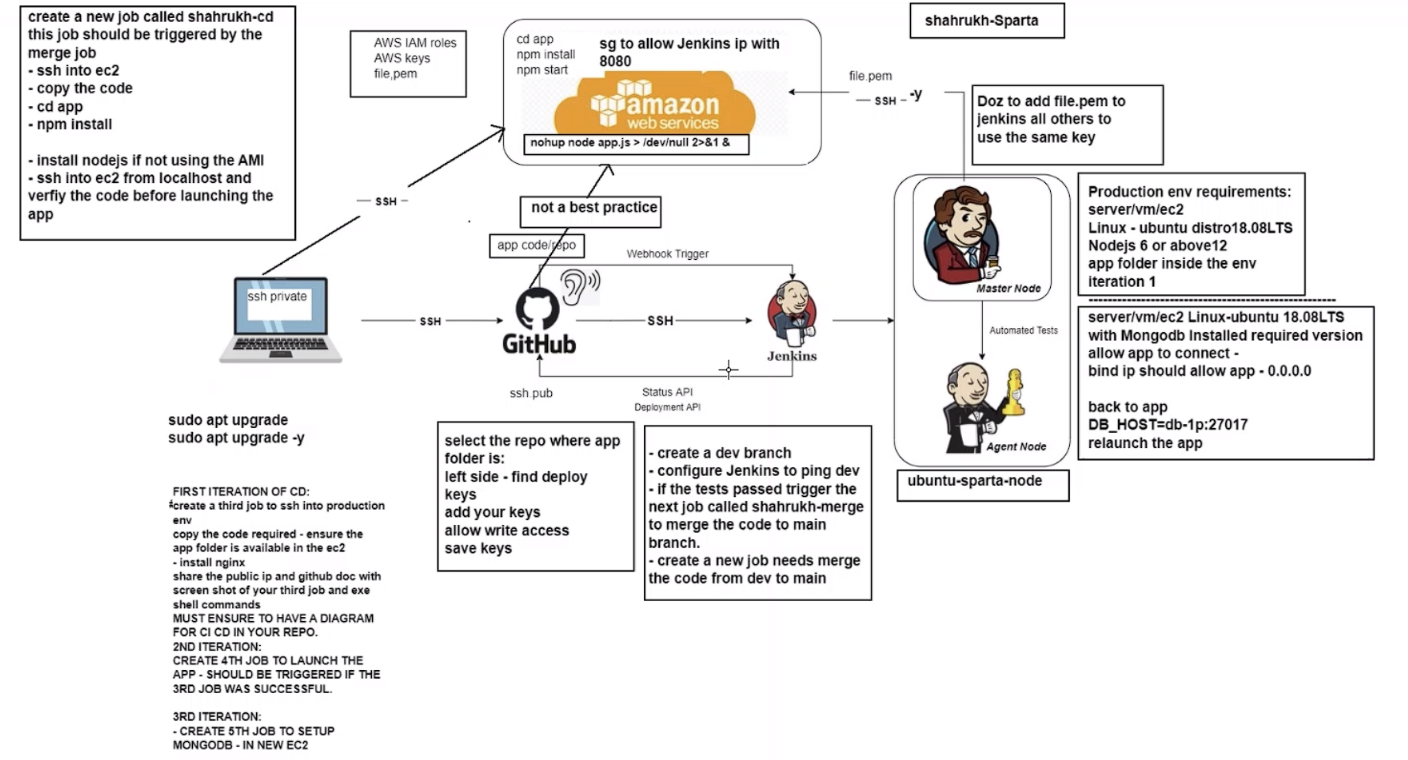 create a new job called shahrukh-cd
this job should be triggered by the
merge job
- ssh into ec2
- copy the code
- cd app
- npm install
- install nodejs if not using the AMI
- ssh into ec2 from localhost and
verfiy the code before launching the
app
AWS IAM roles
AWS keys
file,pem
cd app
npm install
npm start
sg to allow Jenkins ip with
8080
amazon
web services
nohup node app.js > /dev/null 2>&1 &
shahrukh-Sparta
file.pem
SSH
-y
Doz to add file.pem to
jenkins all others to
use the same key
SSH
not a best practice
app code/repo
Webhook Trigger
ssh private
SSH
GitHub
SSH
Jenkins
Master Node
Automated Tests
Agent Node
ubuntu-sparta-node
Production env requirements:
server/vm/ec2
Linux - ubuntu distro18.08LTS
Nodejs 6 or above12
app folder inside the env
iteration 1
server/vm/ec2 Linux-ubuntu 18.08LTS
with Mongodb Installed required version
allow app to connect -
bind ip should allow app - 0.0.0.0
back to app
DB_HOST=db-1p:27017
relaunch the app
ssh.pub
Status API
Deployment API
sudo apt upgrade
sudo apt upgrade -y
select the repo where app
folder is:
left side - find deploy
keys
add your keys
allow write access
save keys
- create a dev branch
- configure Jenkins to ping dev
- if the tests passed trigger the
next job called shahrukh-merge
to merge the code to main
branch.
- create a new job needs merge
the code from dev to main
FIRST ITERATION OF CD:
create a third job to ssh into production
env
copy the code required - ensure the
app folder is available in the ec2
- install nginx
share the public ip and github doc with
screen shot of your third job and exe
shell commands
MUST ENSURE TO HAVE A DIAGRAM
FOR CI CD IN YOUR REPO.
2ND ITERATION:
CREATE 4TH JOB TO LAUNCH THE
APP - SHOULD BE TRIGGERED IF THE
3RD JOB WAS SUCCESSFUL.
3RD ITERATION:
- CREATE 5TH JOB TO SETUP
MONGODB - IN NEW EC2